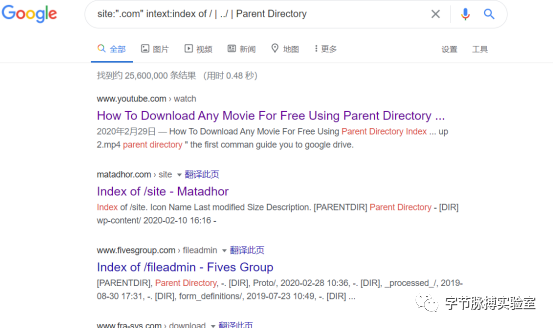 Google
site:".com" intext:index of / | ../ | Parent Directory
全部 图片 视频 新闻 地图 更多 设置 工具
找到约 25,600,000 条结果 （用时 0.48 秒）
www.youtube.com › watch
How To Download Any Movie For Free Using Parent Directory ...
2020年2月29日 — How To Download Any Movie For Free Using Parent Directory Index ... up
2.mp4 parent directory " the first comman guide you to google drive.
matadhor.com › site 翻译此页
Index of /site - Matadhor
Index of /site. Icon Name Last modified Size Description. [PARENTDIR] Parent Directory - [DIR]
wp-content/ 2020-02-10 16:16 -
www.fivesgroup.com › fileadmin 翻译此页
Index of /fileadmin - Fives Group
[PARENTDIR], Parent Directory, -. [DIR], Proto/, 2020-02-28 10:36, -. [DIR], _processed_/, 2019-
08-30 17:31, -. [DIR], form_definitions/, 2019-07-23 10:49, -. [DIR] ...
字节脉搏实验室
www.fra-sys.com › download 翻译此页